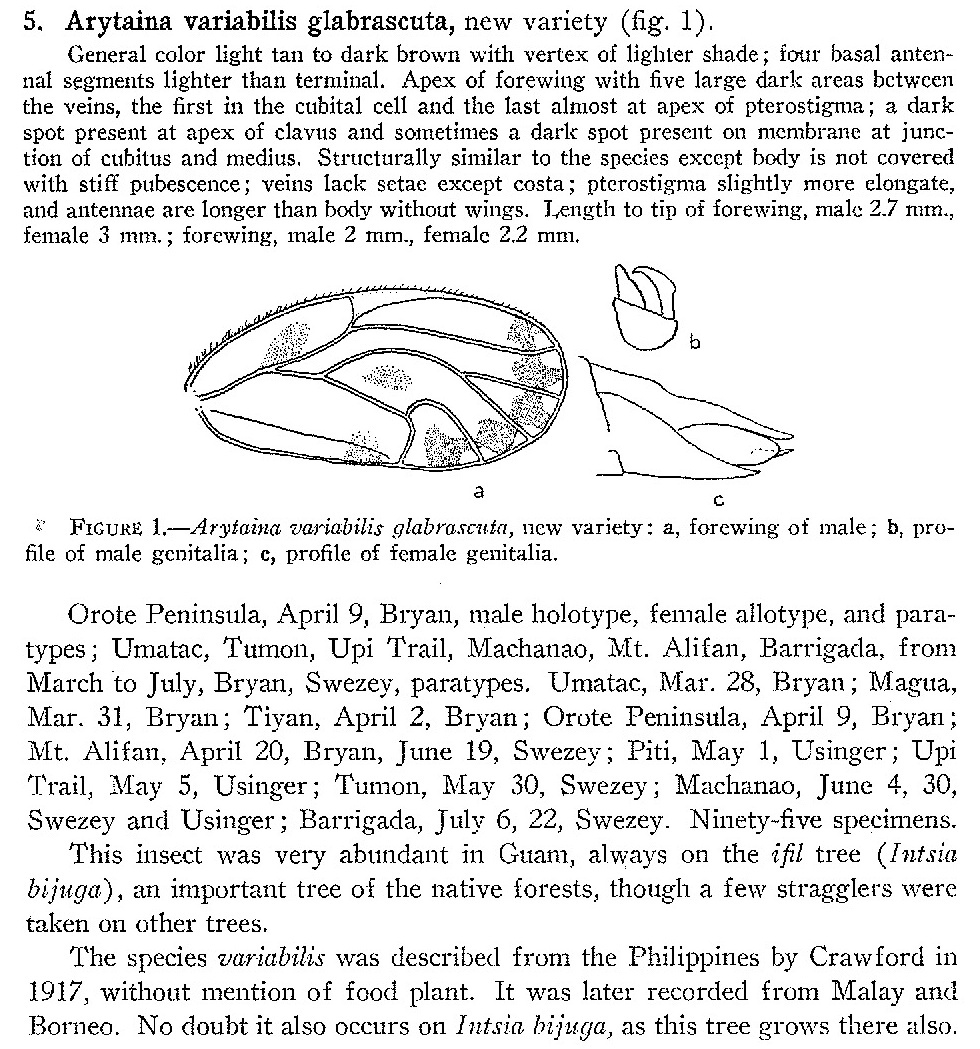 5. Arytaina variabilis glabrascuta, new variety (fig. 1).
General color light tan to dark brown with vertex of lighter shade; four basal anten-
nal segments lighter than terminal. Apex of forewing with five large dark areas between
the veins, the first in the cubital cell and the last almost at apex of pterostigma; a dark
spot present at apex of clavus and sometimes a dark spot present on membrane at junc-
tion of cubitus and medius. Structurally similar to the species except body is not covered
with stiff pubescence; veins lack setae except costa; pterostigma slightly more elongate,
and antennae are longer than body without wings. Length to tip of forewing, male 2.7 mm.,
female 3 mm.; forewing, male 2 mm., female 2.2 mm.
b
a
c
FIGURE 1.—Arytaina variabilis glabrascuta, new variety: a, forewing of male; b, pro-
file of male genitalia; c, profile of female genitalia.
Orote Peninsula, April 9, Bryan, male holotype, female allotype, and para-
types; Umatac, Tumon, Upi Trail, Machanao, Mt. Alifan, Barrigada, from
March to July, Bryan, Swezey, paratypes. Umatac, Mar. 28, Bryan; Magua,
Mar. 31, Bryan; Tiyan, April 2, Bryan; Orote Peninsula, April 9, Bryan;
Mt. Alifan, April 20, Bryan, June 19, Swezey; Piti, May 1, Usinger; Upi
Trail, May 5, Usinger; Tumon, May 30, Swezey; Machanao, June 4, 30,
Swezey and Usinger; Barrigada, July 6, 22, Swezey. Ninety-five specimens.
This insect was very abundant in Guam, always on the ifil tree (Intsia
bijuga), an important tree of the native forests, though a few stragglers were
taken on other trees.
The species variabilis was described from the Philippines by Crawford in
1917, without mention of food plant. It was later recorded from Malay and
Borneo. No doubt it also occurs on Intsia bijuga, as this tree grows there also.